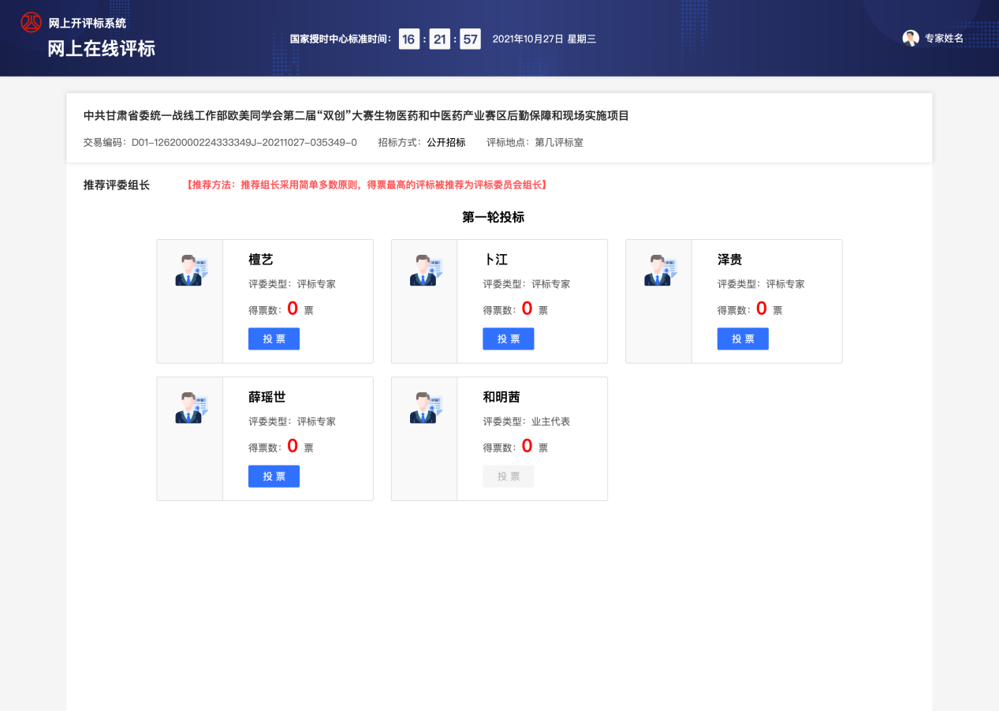 网上开评标系统
网上在线评标
国家授时中心标准时间： 16 : 21 : 57 2021年10月27日 星期三
专家姓名
中共甘肃省委统一战线工作部欧美同学会第二届“双创”大赛生物医药和中医药产业赛区后勤保障和现场实施项目
交易编码：D01-12620000224333349J-20211027-035349-0 招标方式：公开招标 评标地点：第几评标室
推荐评委组长 【推荐方法：推荐组长采用简单多数原则，得票最高的评标被推荐为评标委员会组长】
第一轮投标
檀艺
评委类型：评标专家
得票数：0 票
投 票
卜江
评委类型：评标专家
得票数：0 票
投 票
泽贵
评委类型：评标专家
得票数：0 票
投 票
薛瑶世
评委类型：评标专家
得票数：0 票
投 票
和明茜
评委类型：业主代表
得票数：0 票
投 票